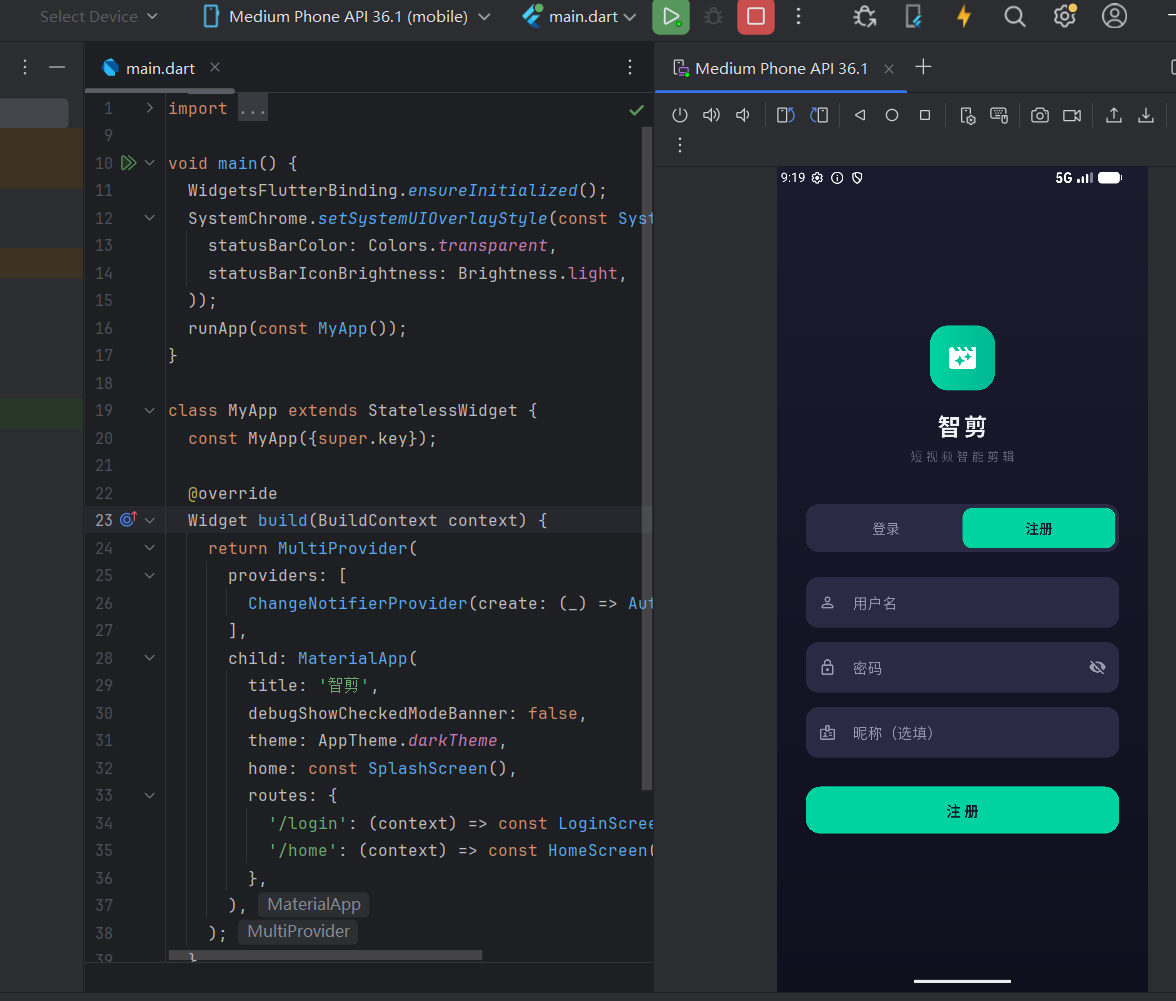 Select Device
Medium Phone API 36.1 (mobile)
main.dart
main.dart
Medium Phone API 36.1
1 import ...
9
10 void main() {
11 WidgetsFlutterBinding.ensureInitialized();
12 SystemChrome.setSystemUIOverlayStyle(const Syst
13 statusBarColor: Colors.transparent,
14 statusBarIconBrightness: Brightness.light,
15 ));
16 runApp(const MyApp());
17 }
18
19 class MyApp extends StatelessWidget {
20 const MyApp({super.key});
21
22 @override
23 Widget build(BuildContext context) {
24 return MultiProvider(
25 providers: [
26 ChangeNotifierProvider(create: (_) => Aut
27 ],
28 child: MaterialApp(
29 title: '智剪',
30 debugShowCheckedModeBanner: false,
31 theme: AppTheme.darkTheme,
32 home: const SplashScreen(),
33 routes: {
34 '/login': (context) => const LoginScree
35 '/home': (context) => const HomeScreen(
36 },
37 ), MaterialApp
38 ); MultiProvider
39 }
9:19
5G
智剪
短视频智能剪辑
登录
注册
用户名
密码
昵称（选填）
注册